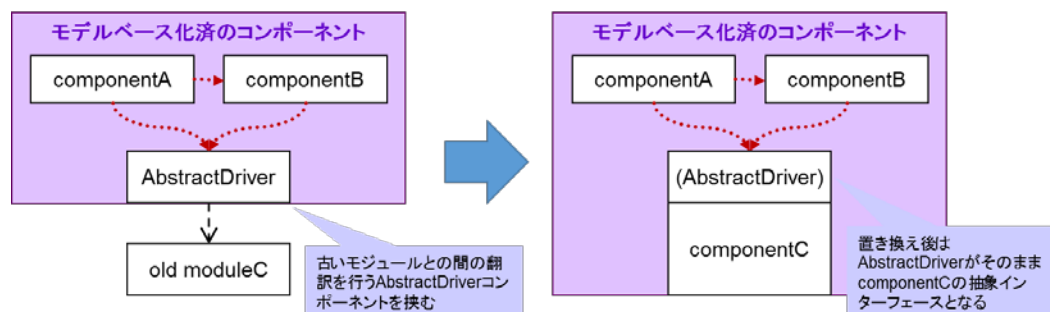 モデルベース化済のコンポーネント
componentA
componentB
AbstractDriver
old moduleC
古いモジュールとの間の翻
訳を行うAbstractDriverコン
ポーネントを挟む
モデルベース化済のコンポーネント
componentA
componentB
(AbstractDriver)
componentC
置き換え後は
AbstractDriverがそのまま
componentCの抽象イン
ターフェースとなる